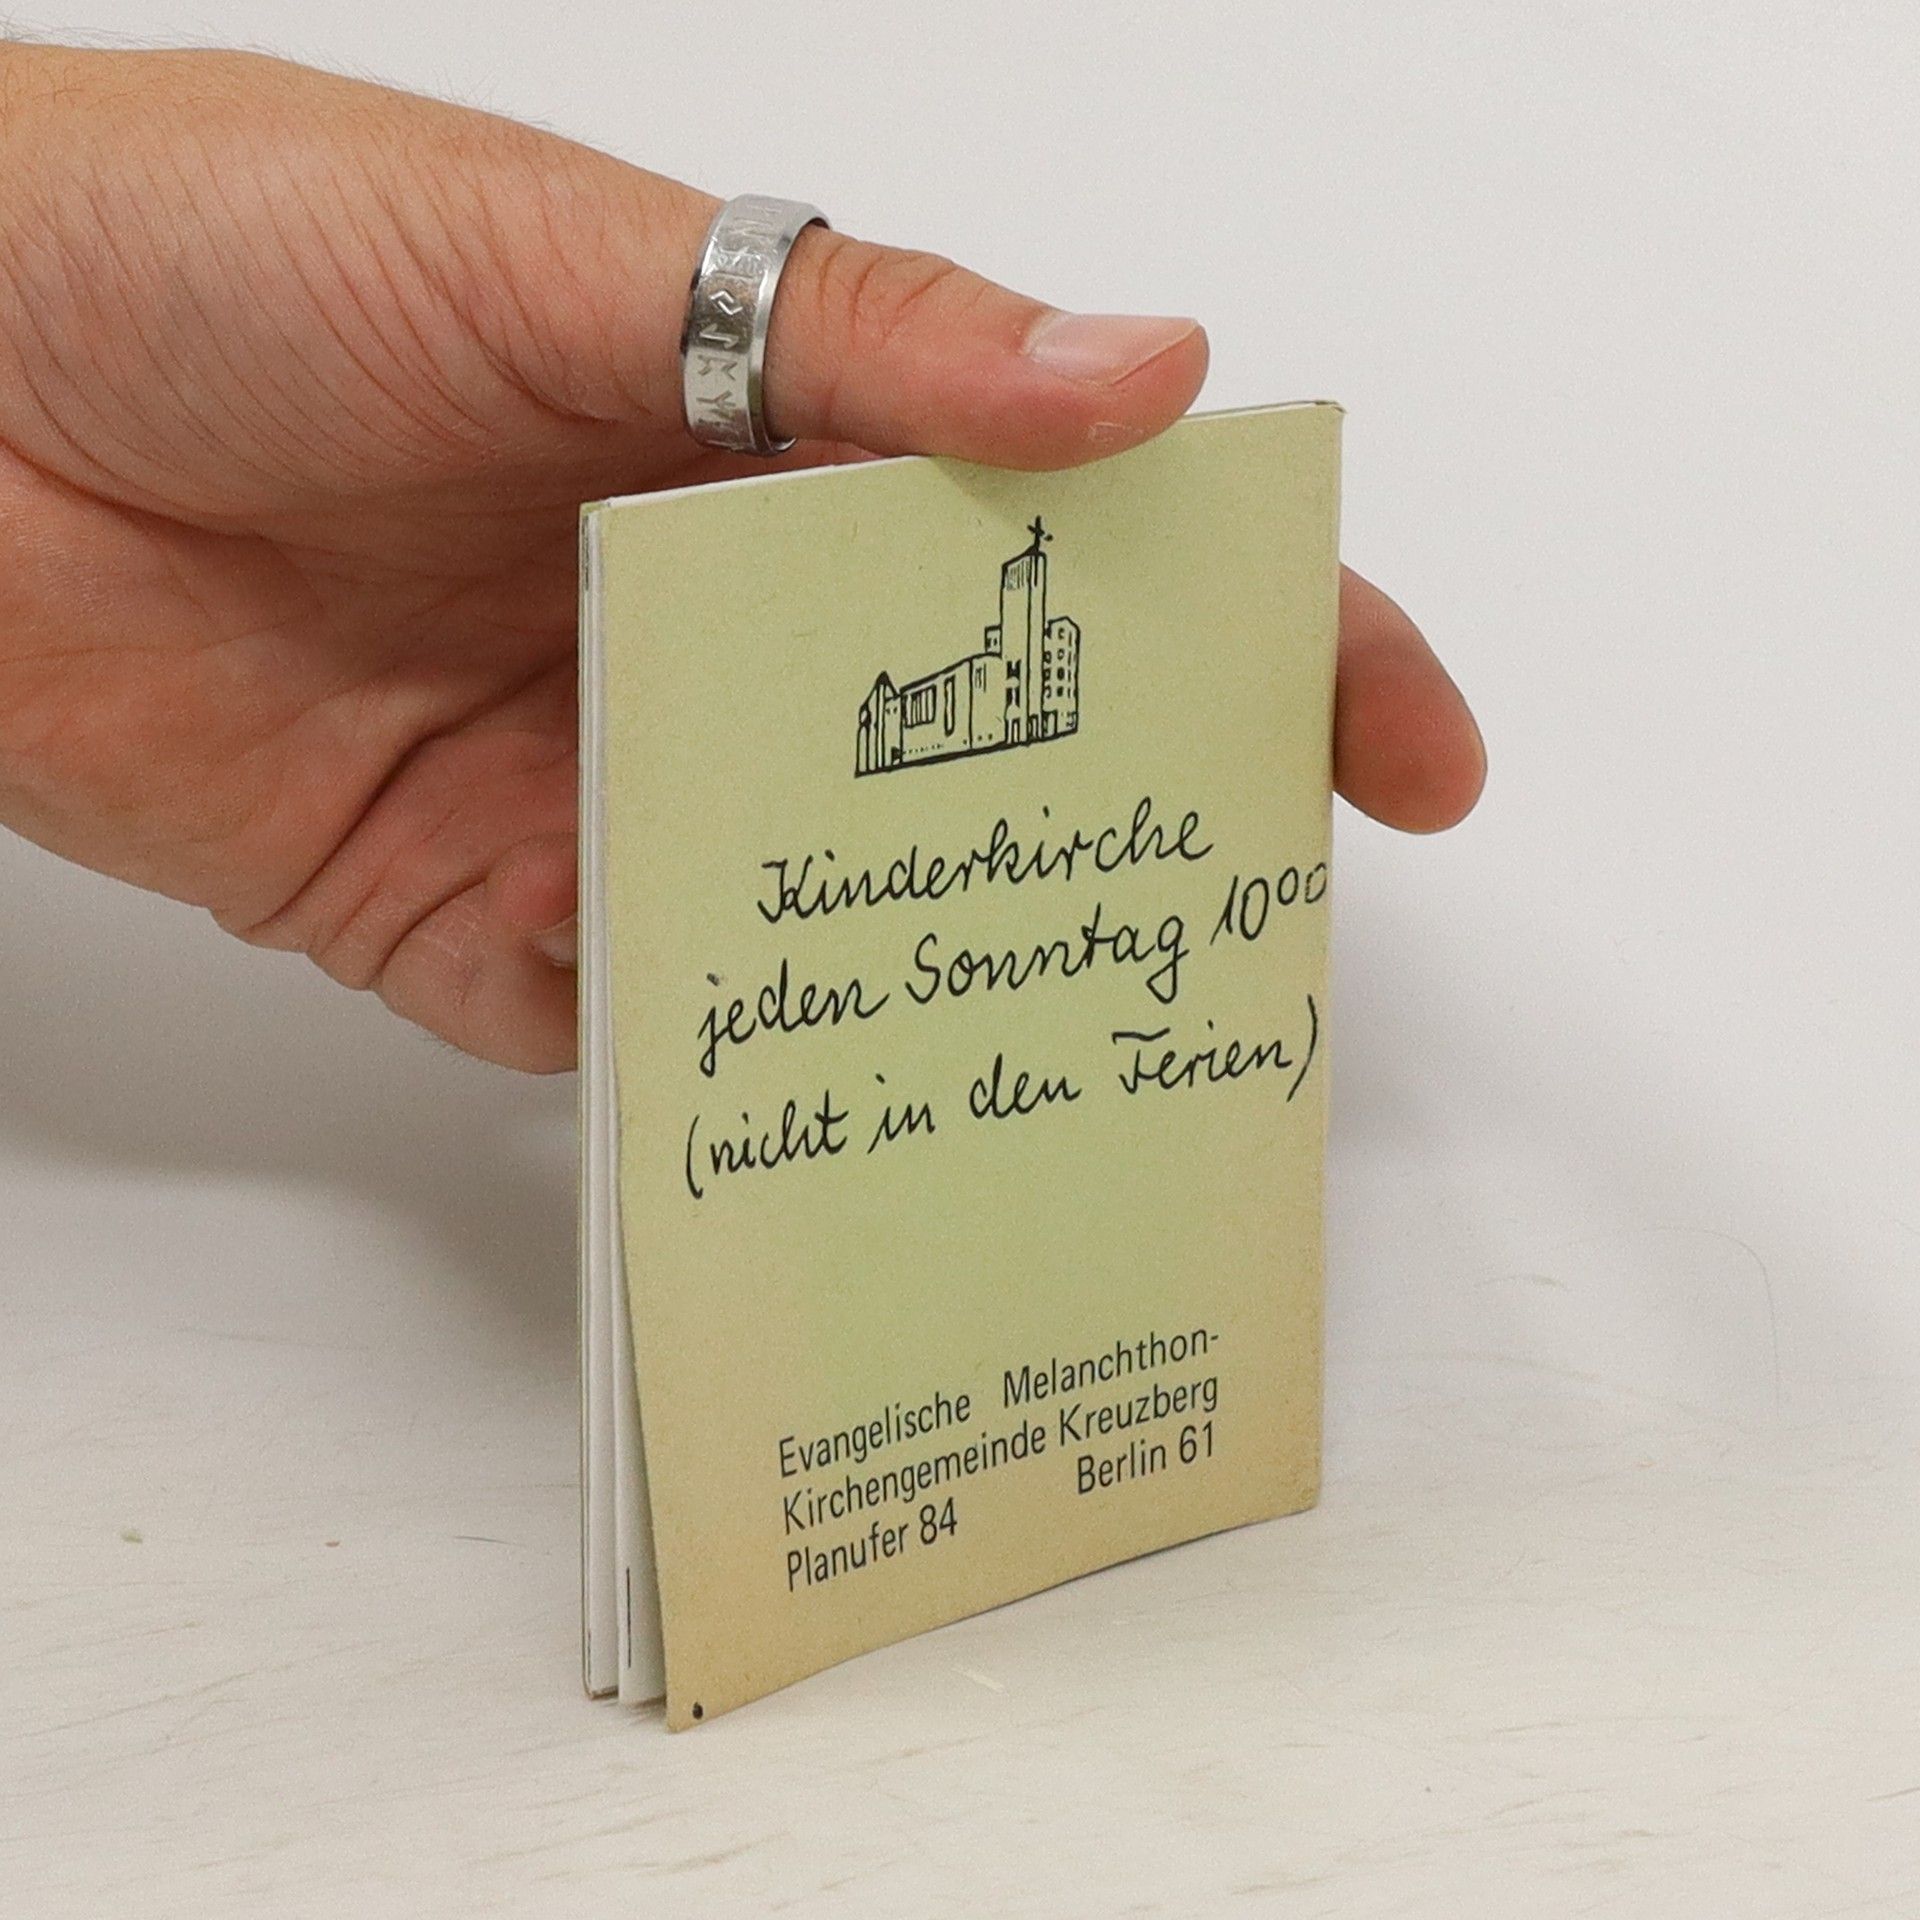 Kinderkirche
jeden Sonntag 10⁰⁰
(nicht in den Ferien)
Evangelische Melanchthon-
Kirchengemeinde Kreuzberg
Planufer 84 Berlin 61